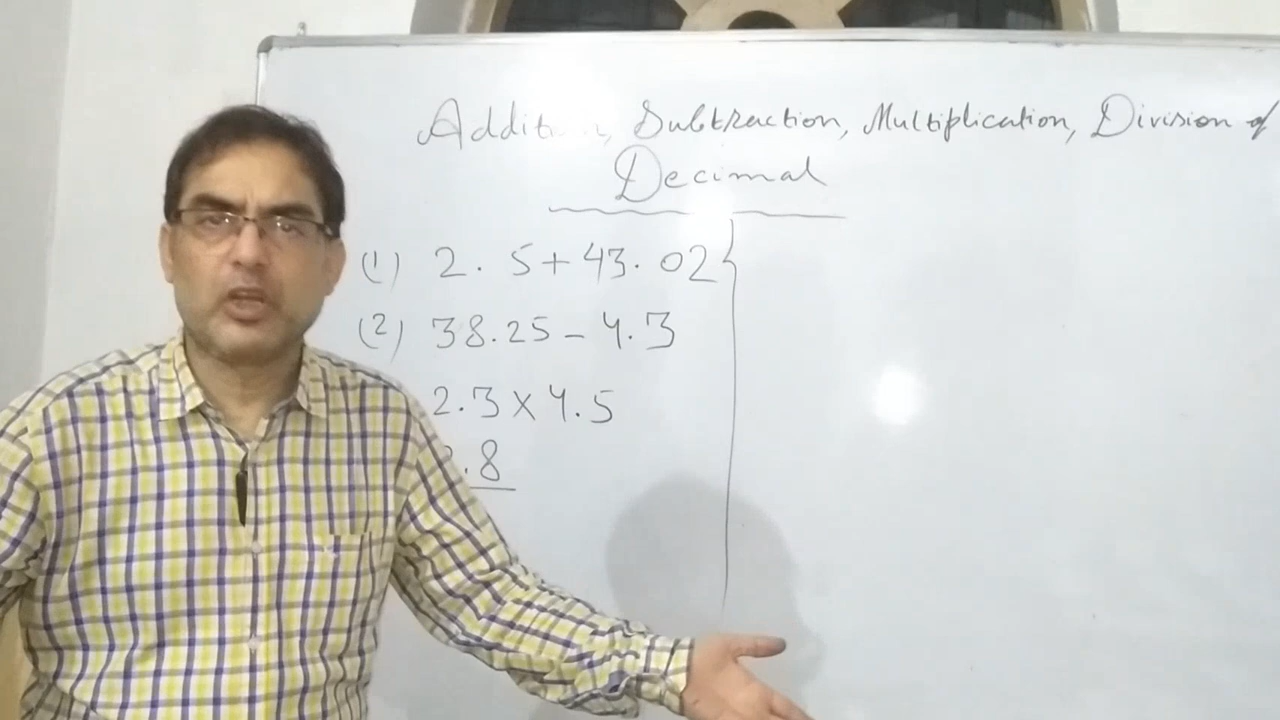 Addit, Subtraction, Multiplication, Division of
Decimal
(1) 2. 5+43.02
(2) 38.25-4.3
2.3×4.5
.8